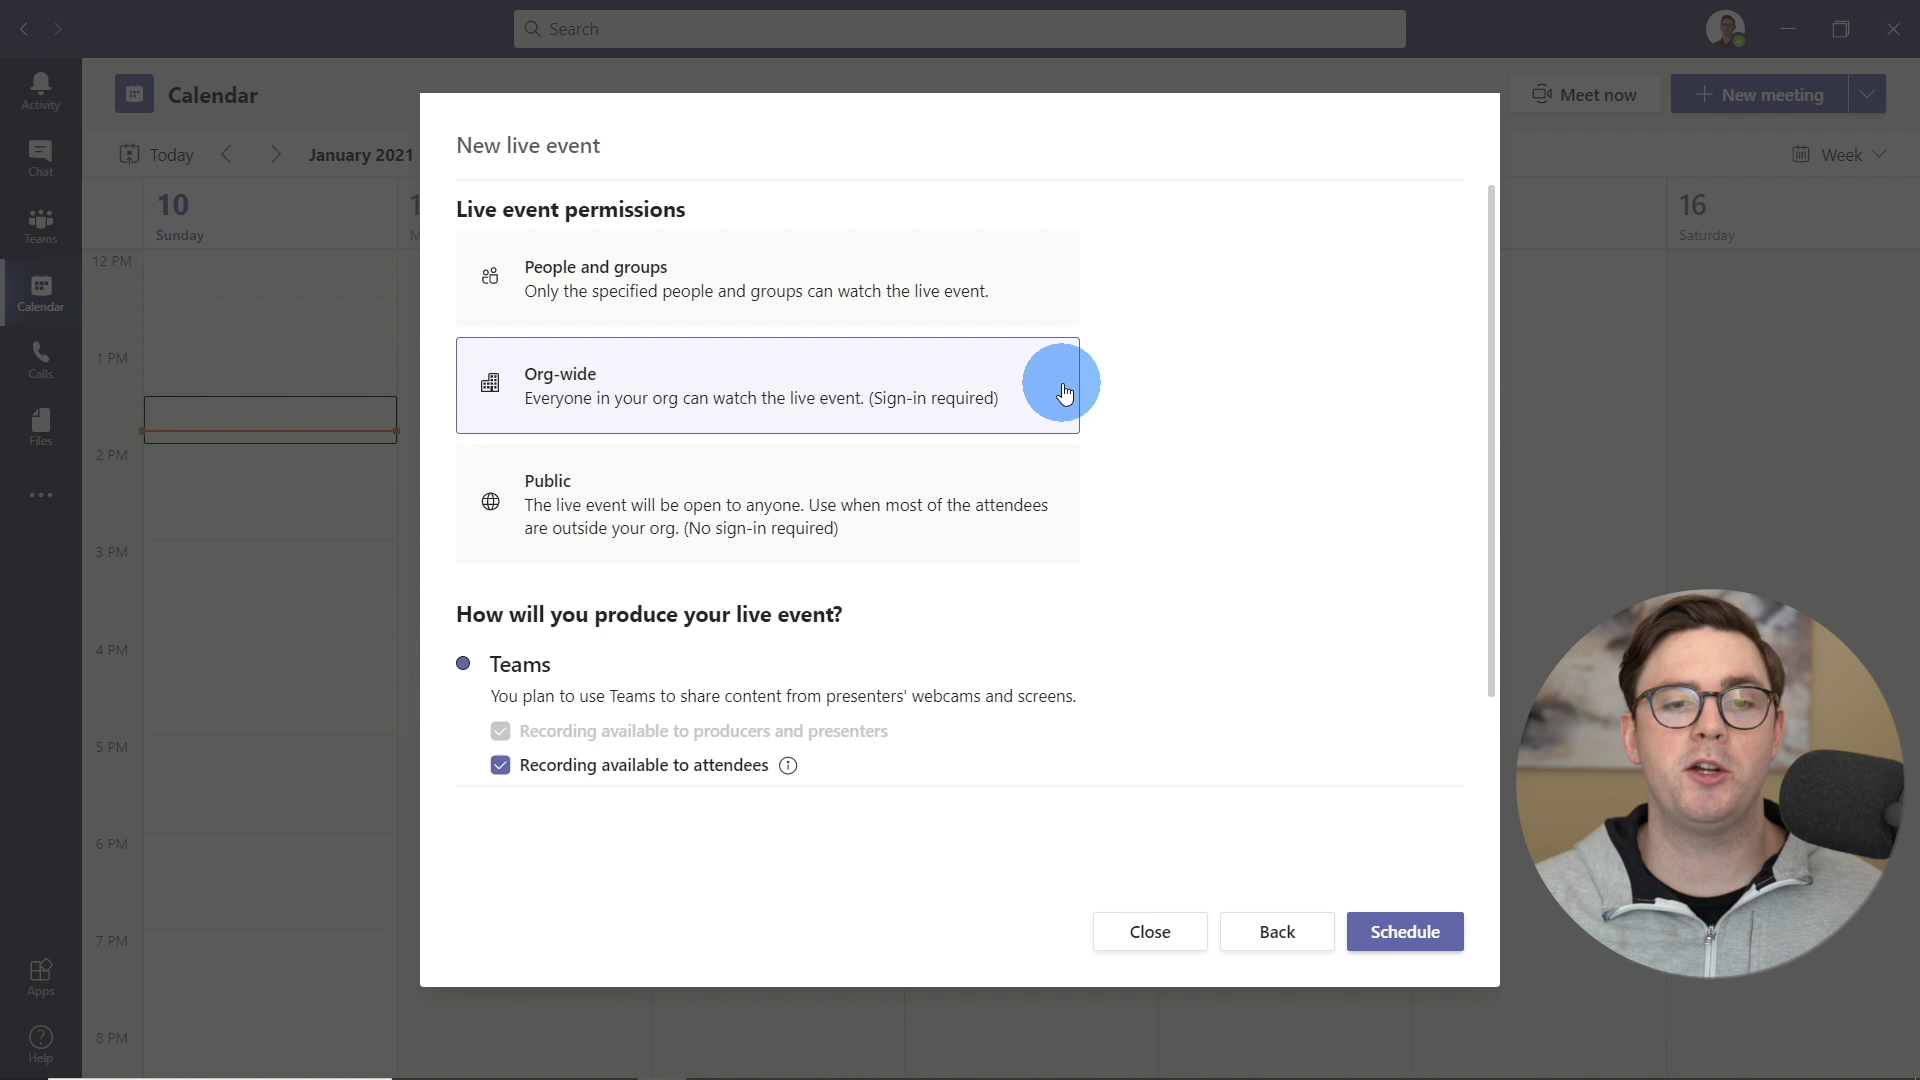 Search
Activity
Chat
Teams
Calendar
Calls
Files
Apps
Help
Calendar
Meet now
New meeting
Today
January 2021
Week
10
Sunday
16
Saturday
12 PM
1 PM
2 PM
3 PM
4 PM
5 PM
6 PM
7 PM
8 PM
New live event
Live event permissions
People and groups
Only the specified people and groups can watch the live event.
Org-wide
Everyone in your org can watch the live event. (Sign-in required)
Public
The live event will be open to anyone. Use when most of the attendees
are outside your org. (No sign-in required)
How will you produce your live event?
Teams
You plan to use Teams to share content from presenters' webcams and screens.
Recording available to producers and presenters
Recording available to attendees
Close
Back
Schedule